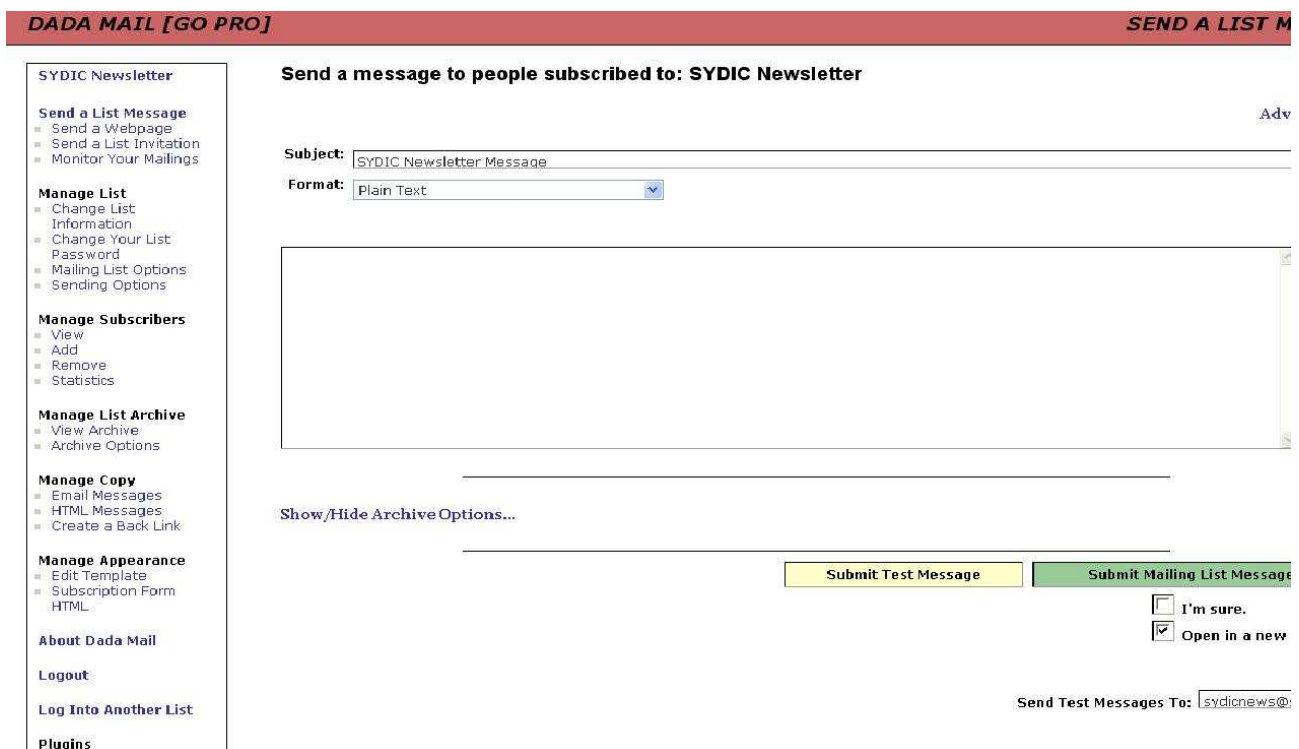 DADA MAIL [GO PRO]
SEND A LIST M
SYDIC Newsletter
Send a List Message
Send a Webpage
Send a List Invitation
Monitor Your Mailings
Manage List
Change List
Information
Change Your List
Password
Mailing List Options
Sending Options
Manage Subscribers
View
Add
Remove
Statistics
Manage List Archive
View Archive
Archive Options
Manage Copy
Email Messages
HTML Messages
Create a Back Link
Manage Appearance
Edit Template
Subscription Form
HTML
About Dada Mail
Logout
Log Into Another List
Plugins
Send a message to people subscribed to: SYDIC Newsletter
Adv
Subject: SYDIC Newsletter Message
Format: Plain Text
Show/Hide Archive Options...
Submit Test Message
Submit Mailing List Message
I'm sure.
Open in a new
Send Test Messages To: sydicnews@s